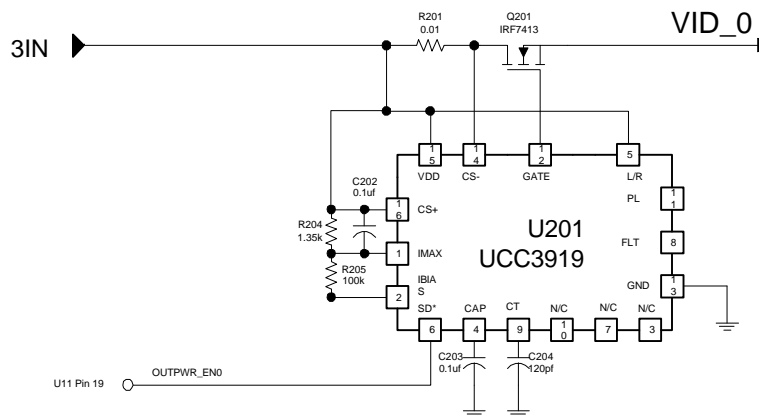 R201
0.01
Q201
IRF7413
VID_0
3IN
1
5
1
4
1
2
5
VDD
CS-
GATE
L/R
C202
0.1uf
1
6
CS+
PL
1
1
R204
1.35k
U201
UCC3919
1
IMAX
FLT
8
R205
100k
IBIA
S
GND
1
3
2
SD*
CAP
CT
N/C
N/C
N/C
6
4
9
1
0
7
3
C203
0.1uf
C204
120pf
U11 Pin 19
OUTPWR_EN0